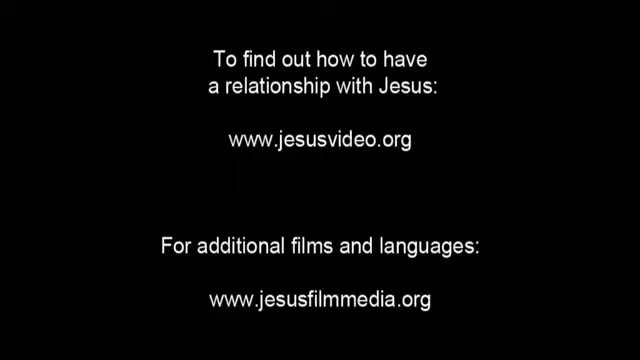 To find out how to have
a relationship with Jesus:
www.jesusvideo.org
For additional films and languages:
www.jesusfilmmedia.org